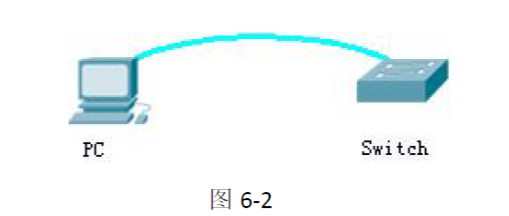 PC
Switch
图 6-2